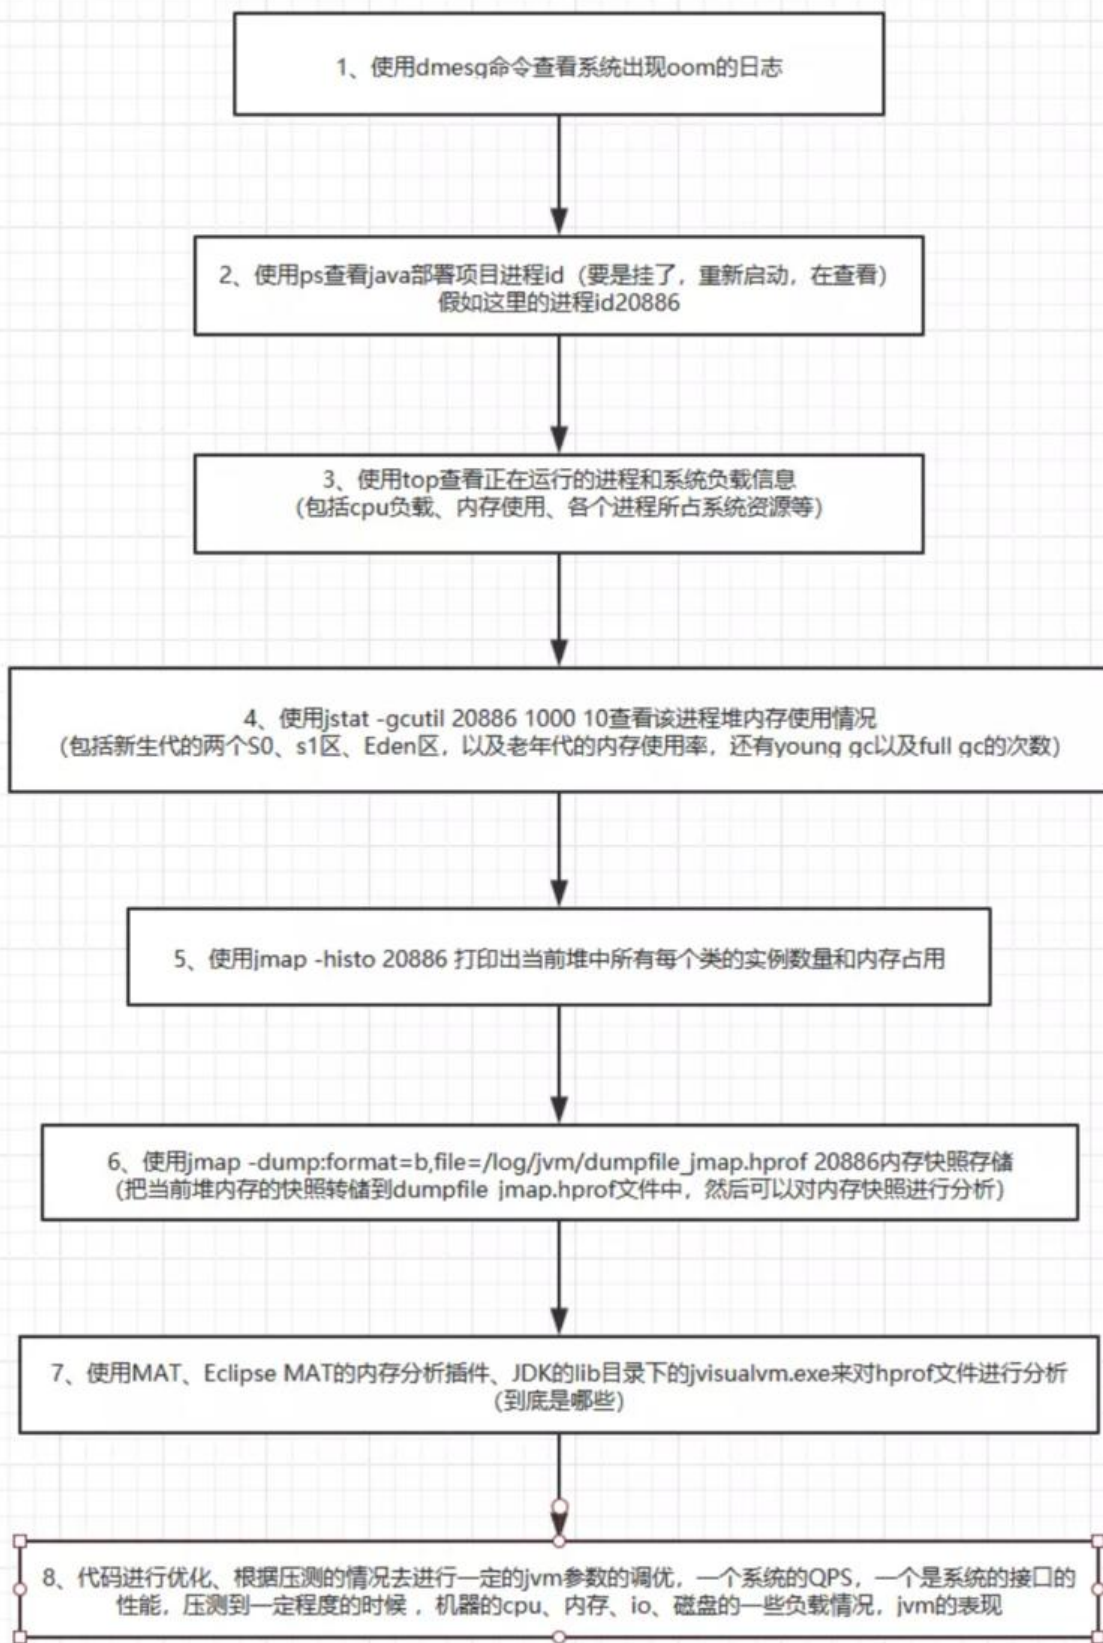 1、使用dmesg命令查看系统出现oom的日志
2、使用ps查看java部署项目进程id（要是挂了，重新启动，在查看）
假如这里的进程id20886
3、使用top查看正在运行的进程和系统负载信息
（包括cpu负载、内存使用、各个进程所占系统资源等）
4、使用jstat -gcutil 20886 1000 10查看该进程堆内存使用情况
（包括新生代的两个S0、s1区、Eden区，以及老年代的内存使用率，还有young gc以及full gc的次数）
5、使用jmap -histo 20886 打印出当前堆中所有每个类的实例数量和内存占用
6、使用jmap -dump:format=b,file=/log/jvm/dumpfile_jmap.hprof 20886内存快照存储
（把当前堆内存的快照转储到dumpfile_jmap.hprof文件中，然后可以对内存快照进行分析）
7、使用MAT、Eclipse MAT的内存分析插件、JDK的lib目录下的jvisualvm.exe来对hprof文件进行分析
（到底是哪些）
8、代码进行优化、根据压测的情况去进行一定的jvm参数的调优，一个系统的QPS，一个是系统的接口的
性能，压测到一定程度的时候 ，机器的cpu、内存、io、磁盘的一些负载情况，jvm的表现